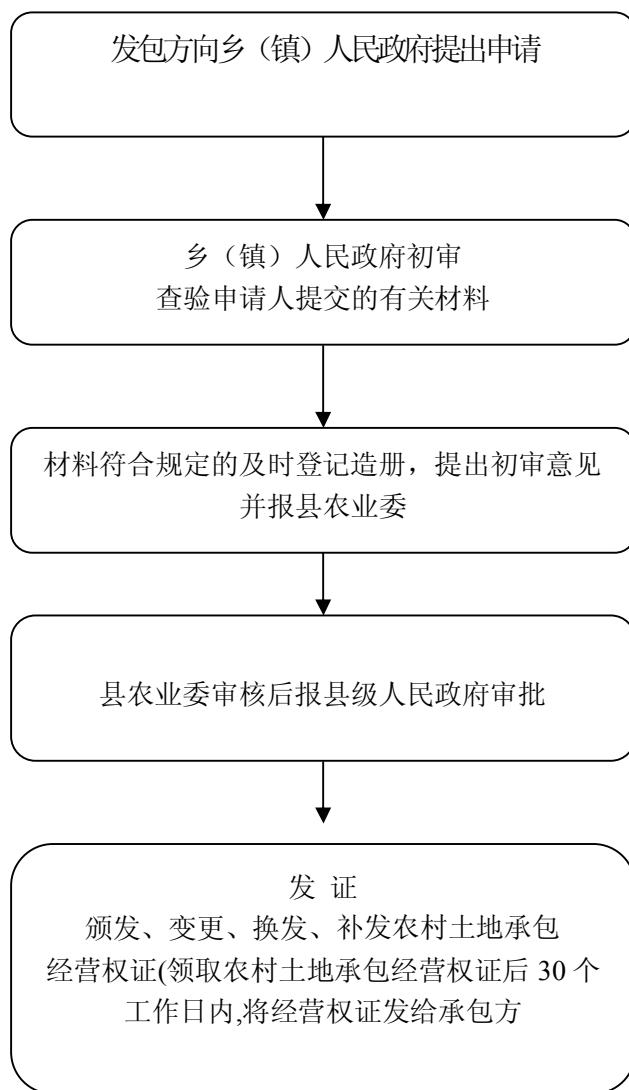 发包方向乡（镇）人民政府提出申请
乡（镇）人民政府初审
查验申请人提交的有关材料
材料符合规定的及时登记造册，提出初审意见
并报县农业委
县农业委审核后报县级人民政府审批
发 证
颁发、变更、换发、补发农村土地承包
经营权证(领取农村土地承包经营权证后 30 个
工作日内,将经营权证发给承包方